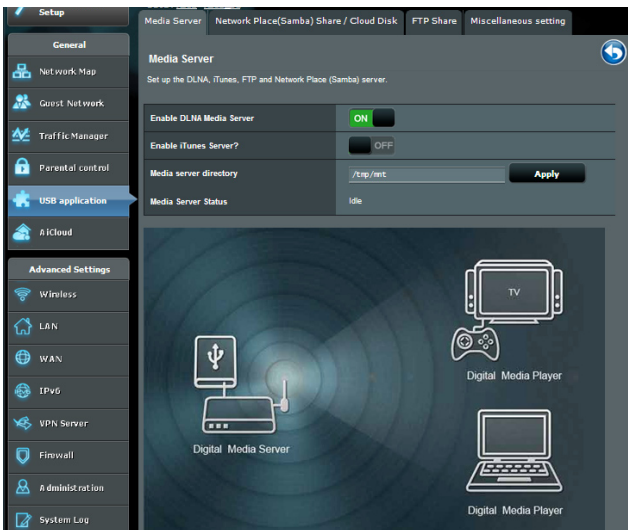 Setup
General
Network Map
Guest Network
Traffic Manager
Parental control
USB application
AiCloud
Advanced Settings
Wireless
LAN
WAN
IPv6
VPN Server
Firewall
Administration
System Log
Media Server
Network Place(Samba) Share / Cloud Disk
FTP Share
Miscellaneous setting
Media Server
Set up the DLNA, iTunes, FTP and Network Place (Samba) server.
Enable DLNA Media Server
ON
Enable iTunes Server?
OFF
Media server directory
/tmp/mnt
Apply
Media Server Status
Idle
TV
Digital Media Player
Digital Media Server
Digital Media Player